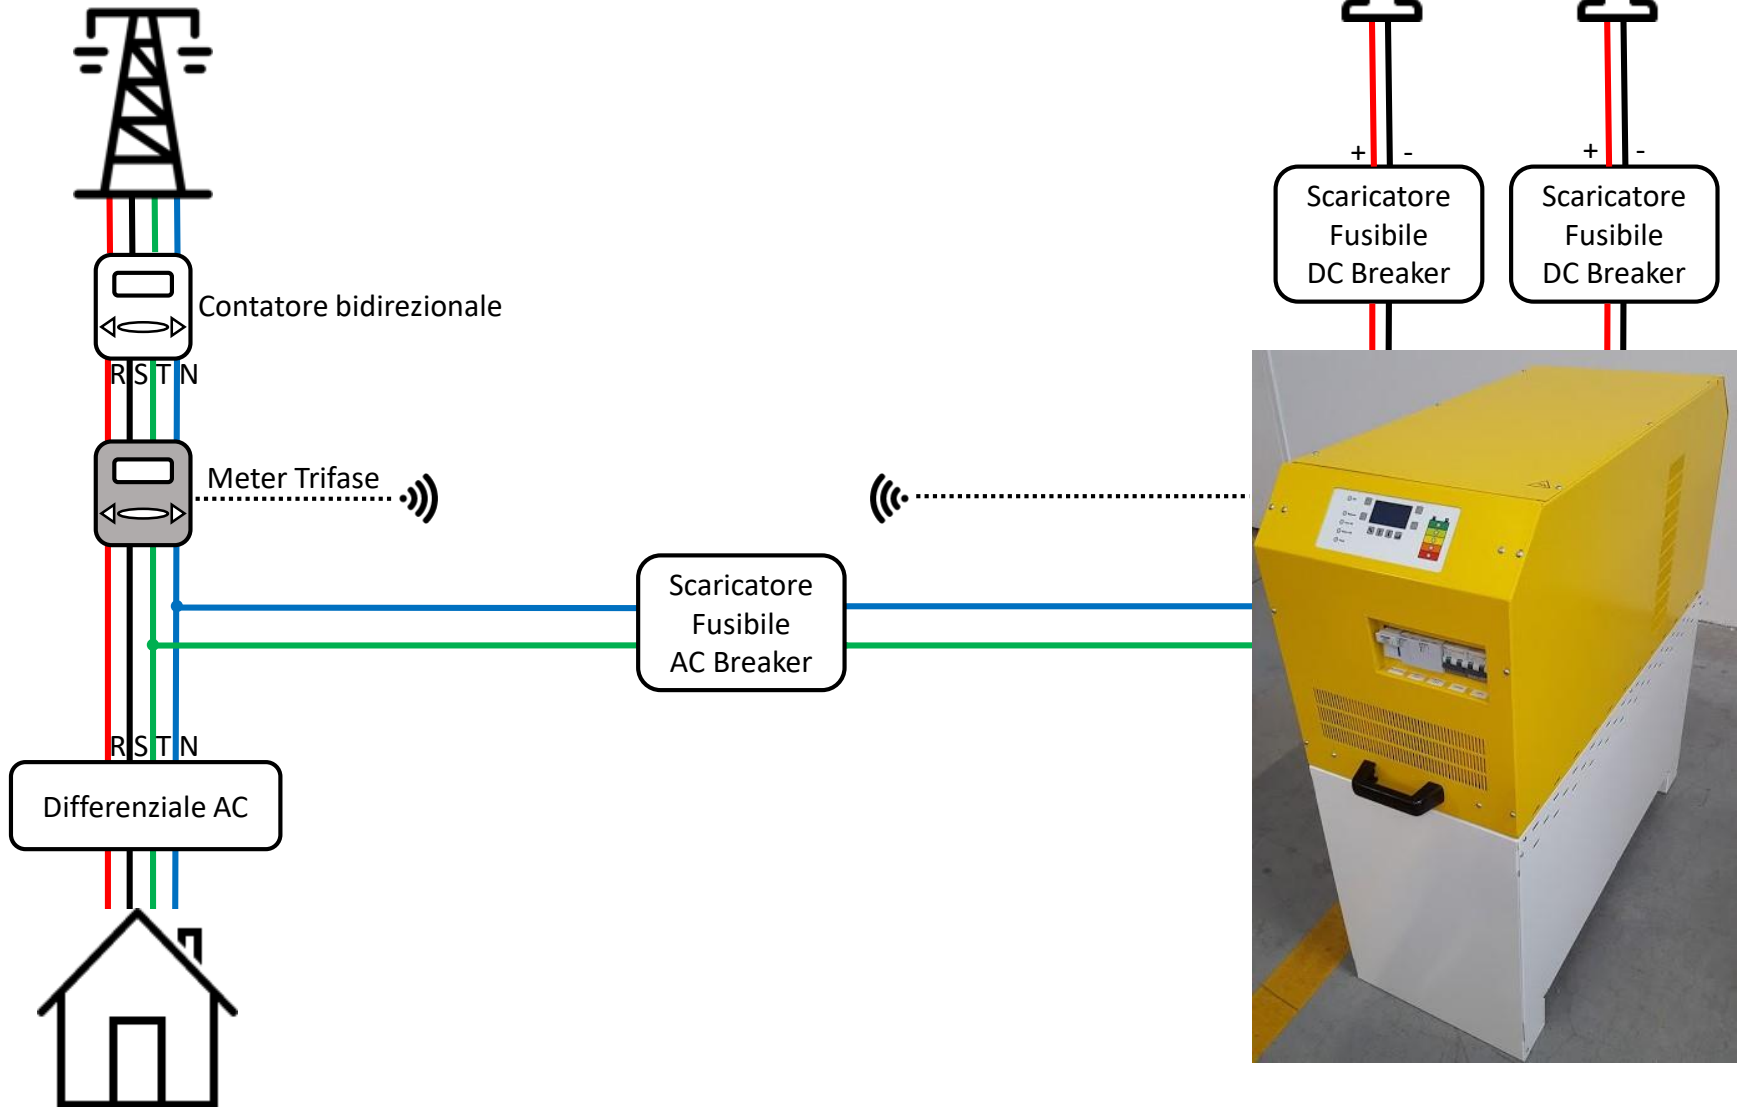 + -
+ -
Scaricatore
Fusibile
DC Breaker
Scaricatore
Fusibile
DC Breaker
Contatore bidirezionale
R S T N
Meter Trifase
Scaricatore
Fusibile
AC Breaker
R S T N
Differenziale AC